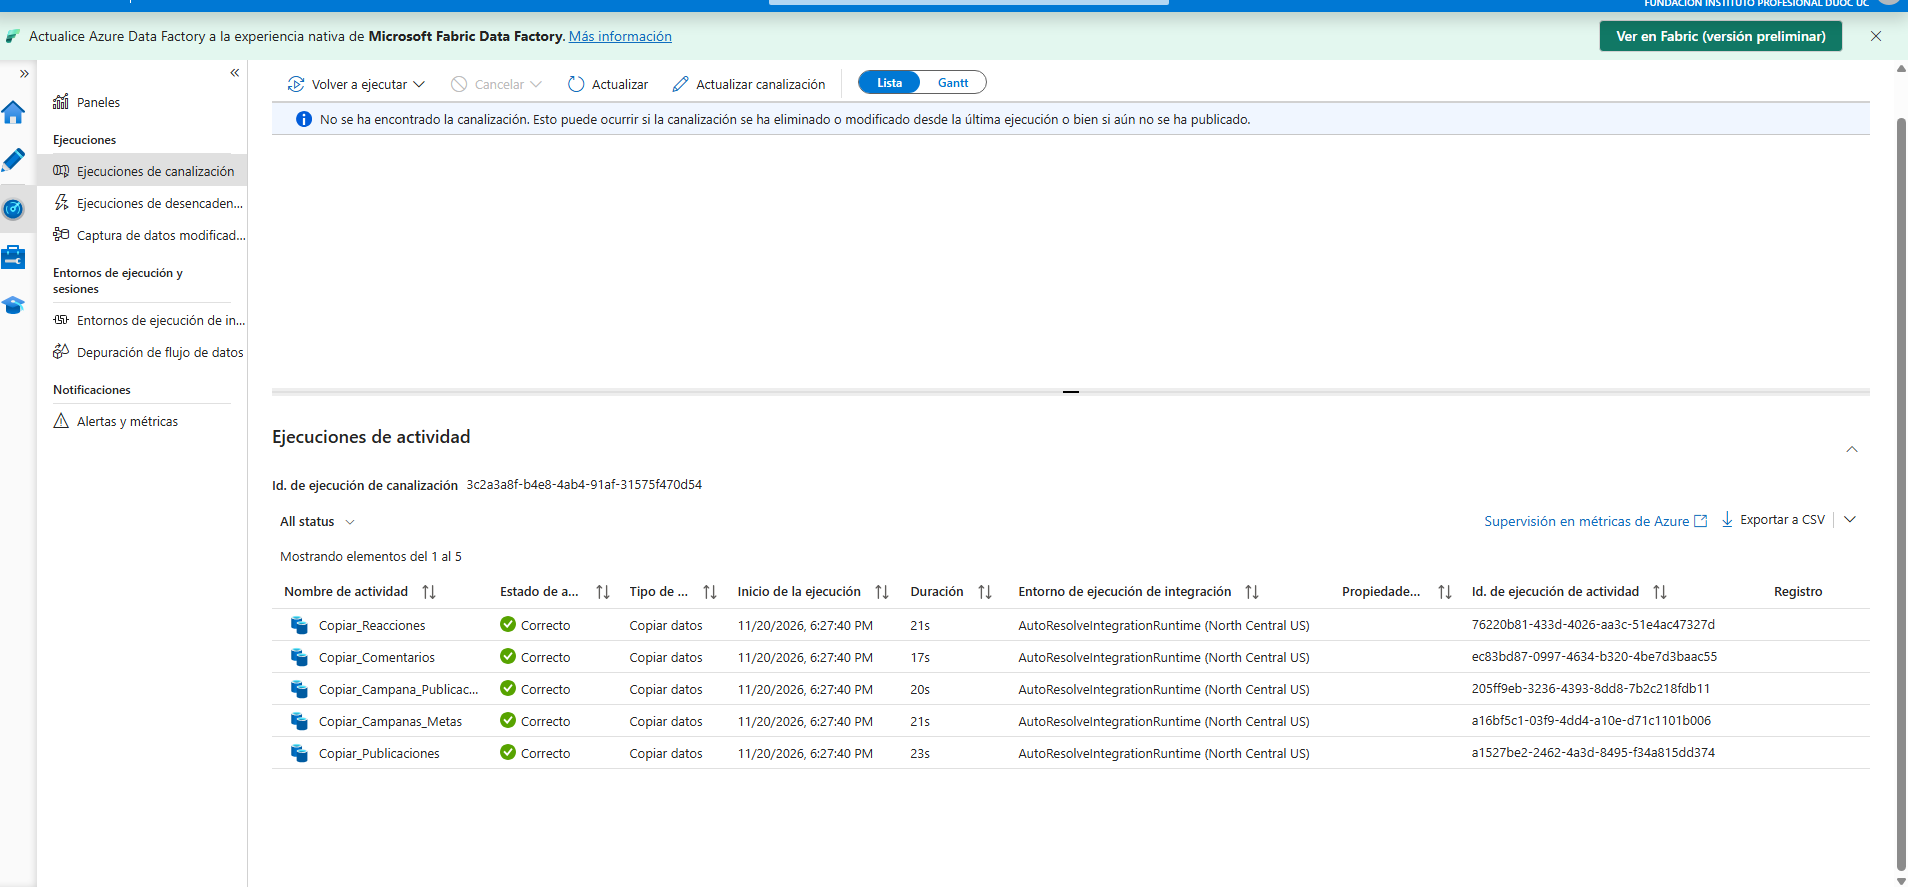 FUNDACION INSTITUTO PROFESIONAL DUOC UC
Actualice Azure Data Factory a la experiencia nativa de Microsoft Fabric Data Factory. Más información
Ver en Fabric (versión preliminar)
Paneles
Ejecuciones
Ejecuciones de canalización
Ejecuciones de desencaden...
Captura de datos modificad...
Entornos de ejecución y
sesiones
Entornos de ejecución de in...
Depuración de flujo de datos
Notificaciones
Alertas y métricas
Volver a ejecutar Cancelar Actualizar Actualizar canalización Lista Gantt
No se ha encontrado la canalización. Esto puede ocurrir si la canalización se ha eliminado o modificado desde la última ejecución o bien si aún no se ha publicado.
Ejecuciones de actividad
Id. de ejecución de canalización 3c2a3a8f-b4e8-4ab4-91af-31575f470d54
All status
Supervisión en métricas de Azure Exportar a CSV
Mostrando elementos del 1 al 5
Nombre de actividad Estado de a... Tipo de ... Inicio de la ejecución Duración Entorno de ejecución de integración Propiedade... Id. de ejecución de actividad Registro
Copiar_Reacciones Correcto Copiar datos 11/20/2026, 6:27:40 PM 21s AutoResolveIntegrationRuntime (North Central US) 76220b81-433d-4026-aa3c-51e4ac47327d
Copiar_Comentarios Correcto Copiar datos 11/20/2026, 6:27:40 PM 17s AutoResolveIntegrationRuntime (North Central US) ec83bd87-0997-4634-b320-4be7d3baac55
Copiar_Campana_Publicac... Correcto Copiar datos 11/20/2026, 6:27:40 PM 20s AutoResolveIntegrationRuntime (North Central US) 205ff9eb-3236-4393-8dd8-7b2c218fdb11
Copiar_Campanas_Metas Correcto Copiar datos 11/20/2026, 6:27:40 PM 21s AutoResolveIntegrationRuntime (North Central US) a16bf5c1-03f9-4dd4-a10e-d71c1101b006
Copiar_Publicaciones Correcto Copiar datos 11/20/2026, 6:27:40 PM 23s AutoResolveIntegrationRuntime (North Central US) a1527be2-2462-4a3d-8495-f34a815dd374